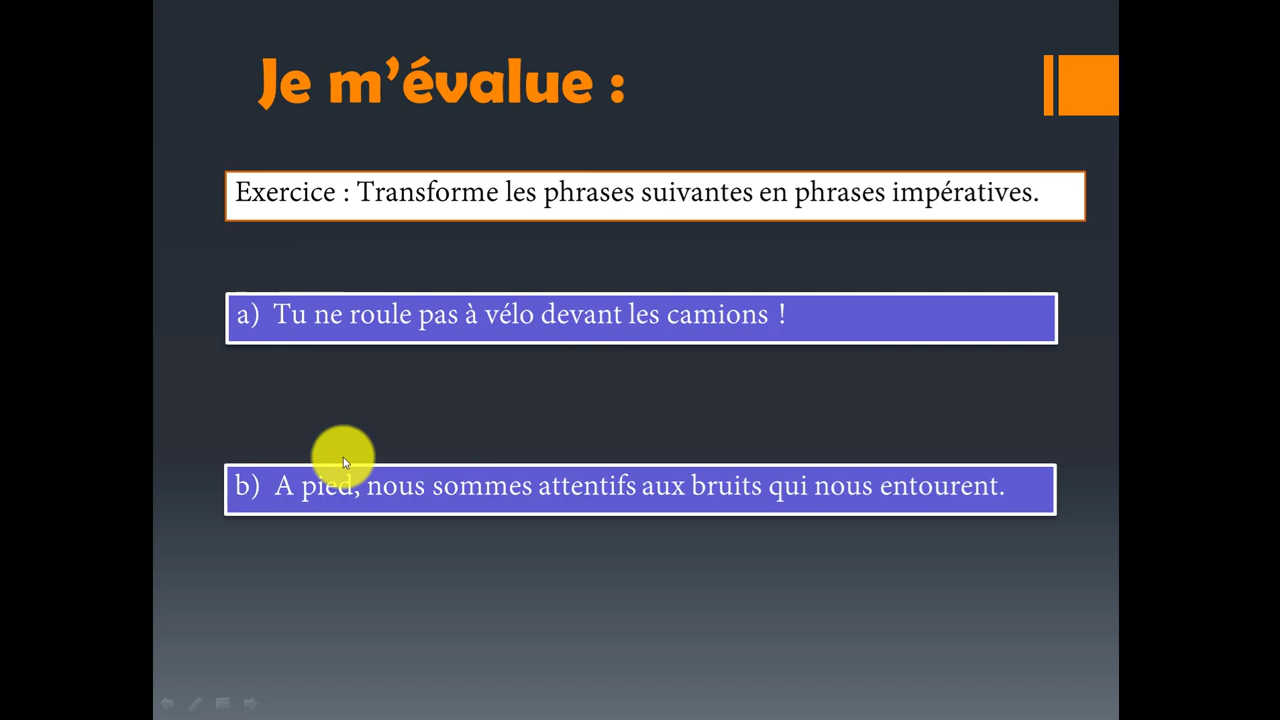 Je m’évalue :
Exercice : Transforme les phrases suivantes en phrases impératives.
a) Tu ne roule pas à vélo devant les camions !
b) A pied, nous sommes attentifs aux bruits qui nous entourent.